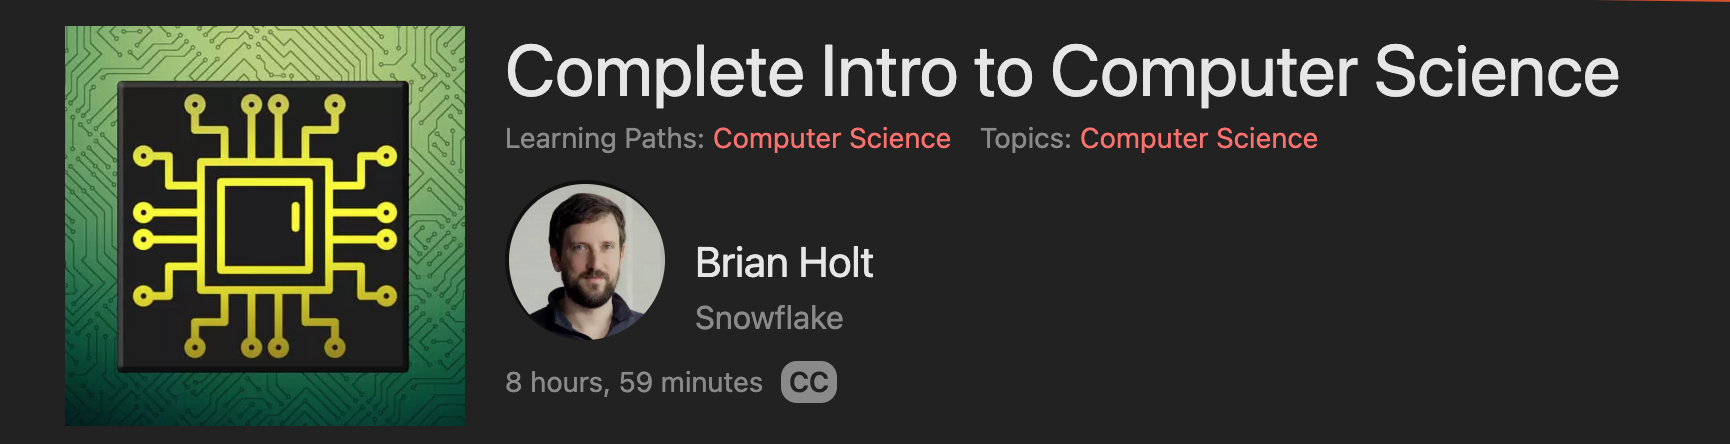 Complete Intro to Computer Science
Learning Paths: Computer Science Topics: Computer Science
Brian Holt
Snowflake
8 hours, 59 minutes CC